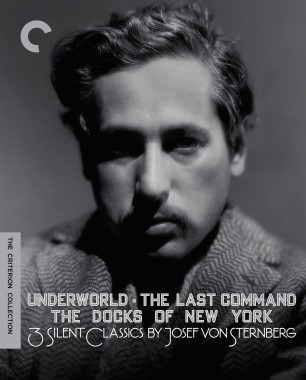 THE CRITERION COLLECTION
UNDERWORLD · THE LAST COMMAND
THE DOCKS OF NEW YORK
3 SILENT CLASSICS BY JOSEF VON STERNBERG